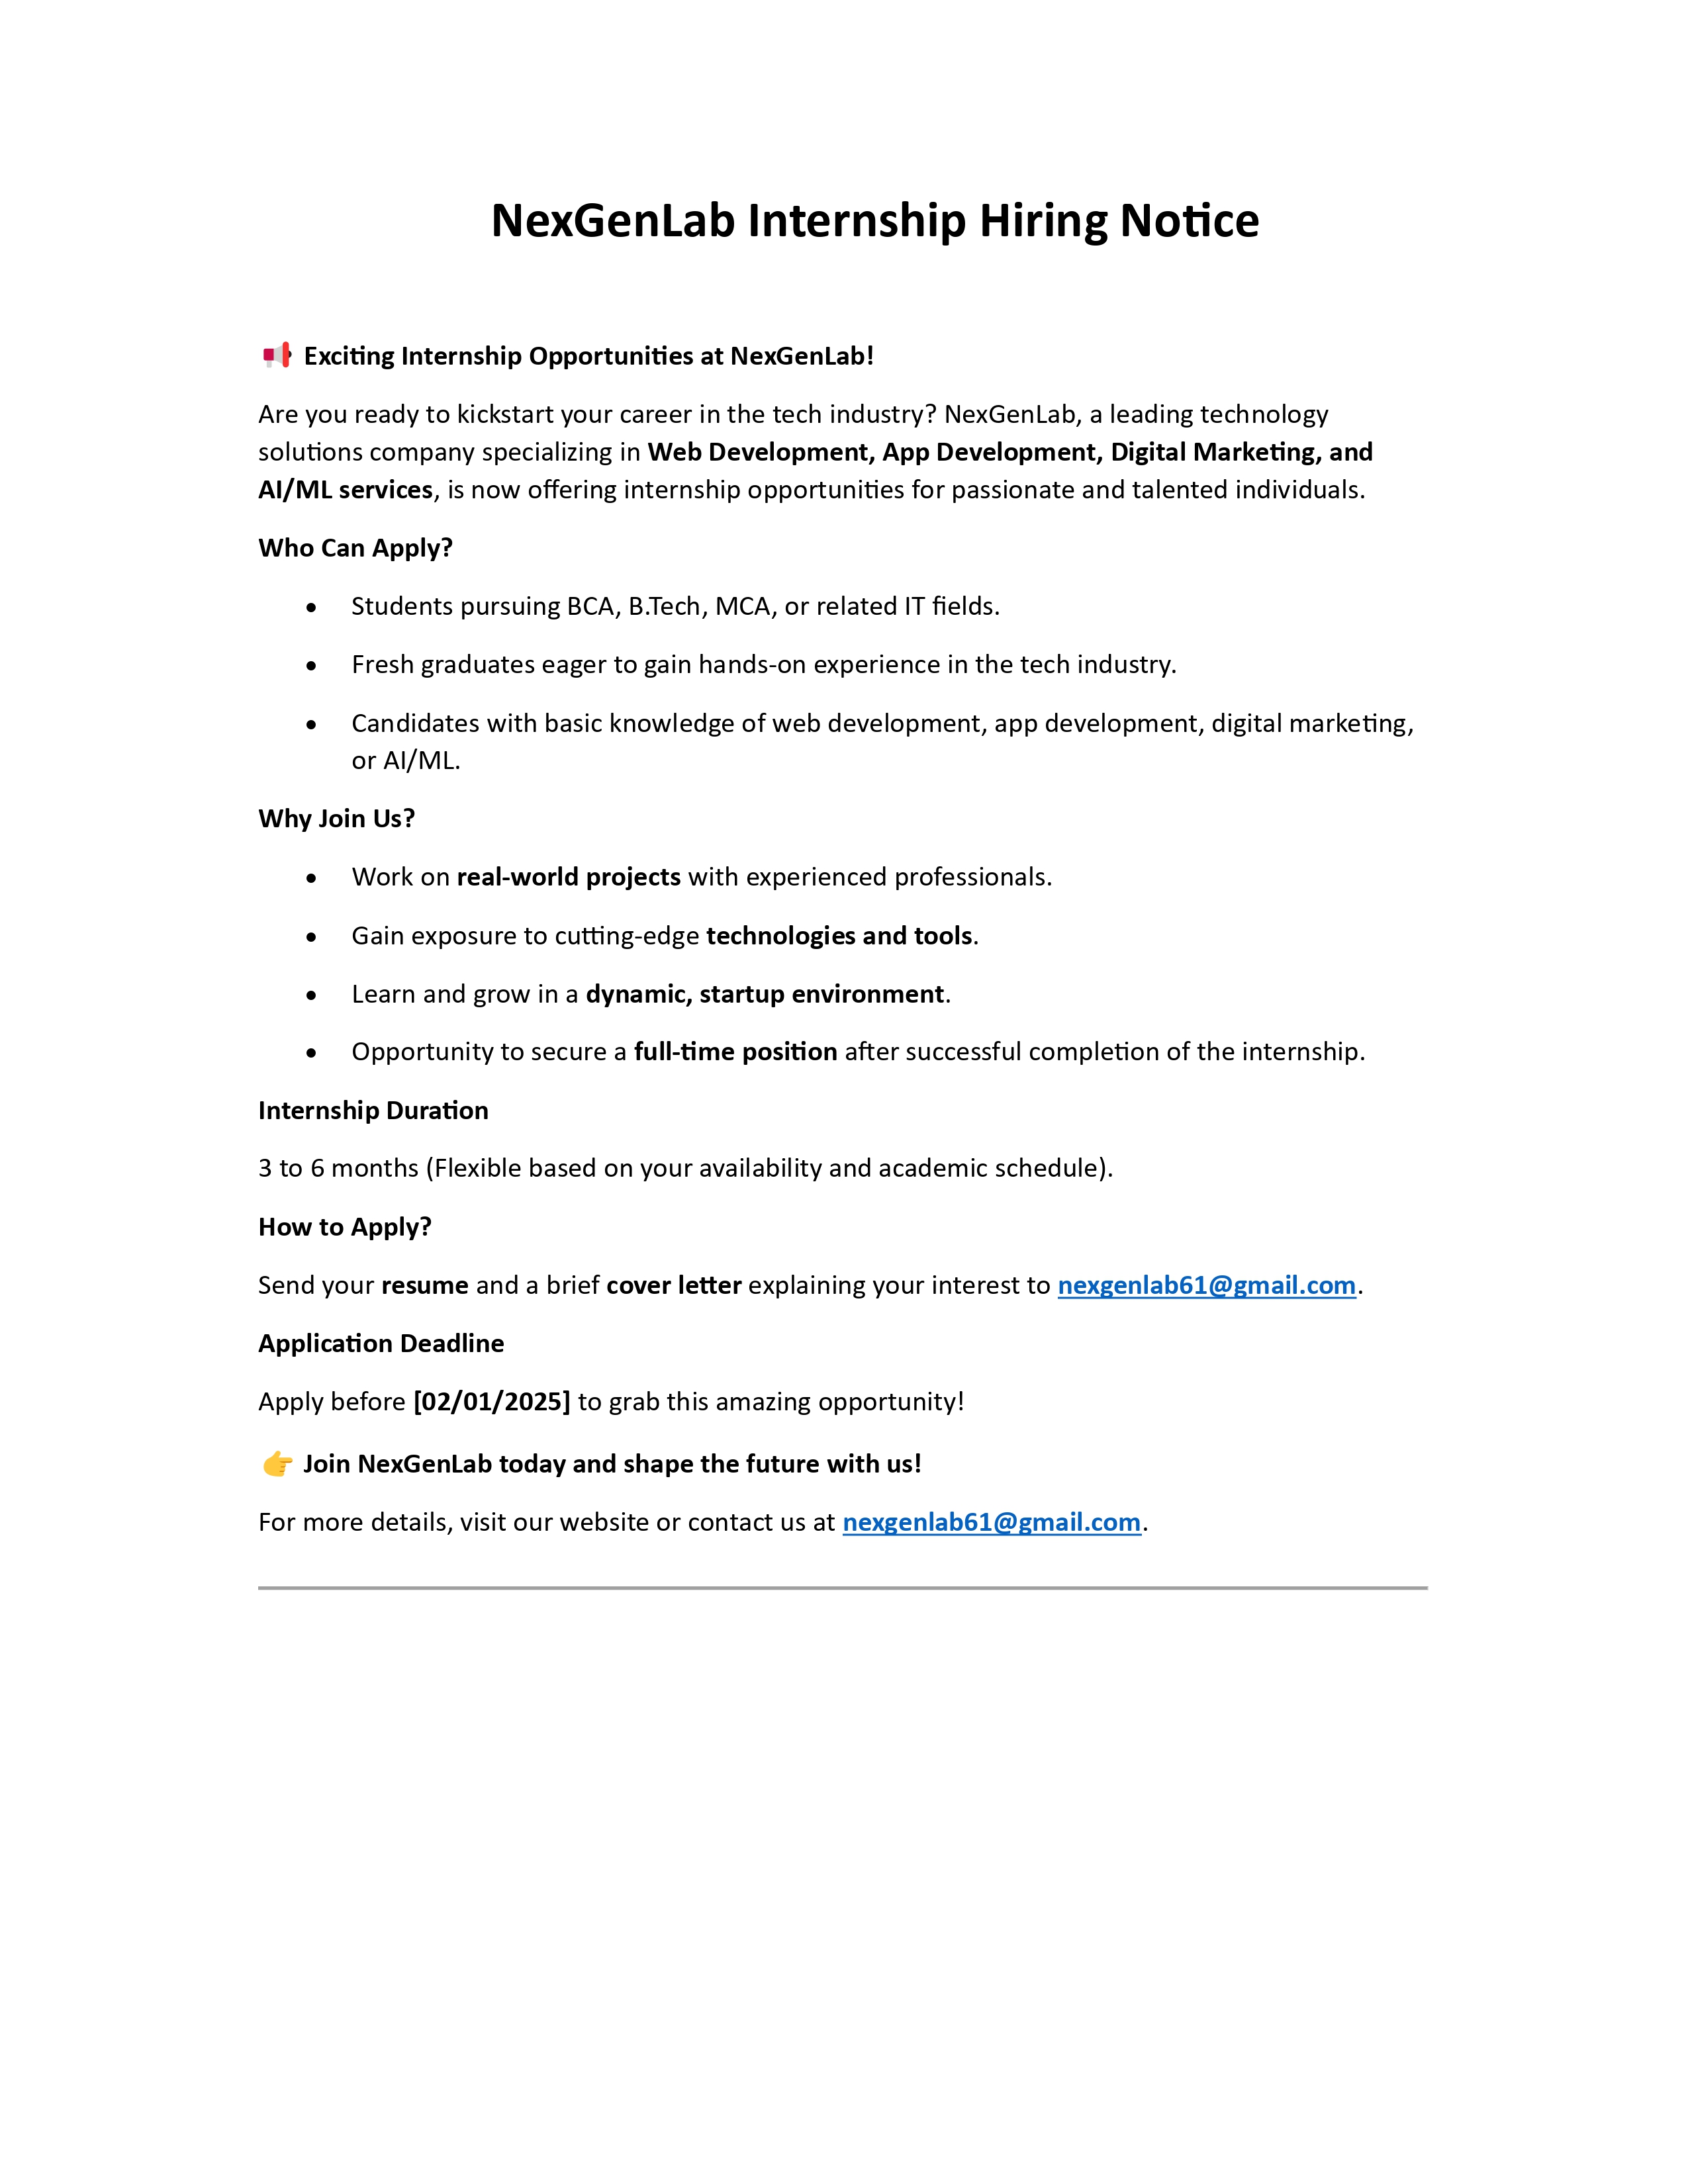 NexGenLab Internship Hiring Notice
📢 Exciting Internship Opportunities at NexGenLab!
Are you ready to kickstart your career in the tech industry? NexGenLab, a leading technology
solutions company specializing in Web Development, App Development, Digital Marketing, and
AI/ML services, is now offering internship opportunities for passionate and talented individuals.
Who Can Apply?
• Students pursuing BCA, B.Tech, MCA, or related IT fields.
• Fresh graduates eager to gain hands-on experience in the tech industry.
• Candidates with basic knowledge of web development, app development, digital marketing,
or AI/ML.
Why Join Us?
• Work on real-world projects with experienced professionals.
• Gain exposure to cutting-edge technologies and tools.
• Learn and grow in a dynamic, startup environment.
• Opportunity to secure a full-time position after successful completion of the internship.
Internship Duration
3 to 6 months (Flexible based on your availability and academic schedule).
How to Apply?
Send your resume and a brief cover letter explaining your interest to nexgenlab61@gmail.com.
Application Deadline
Apply before [02/01/2025] to grab this amazing opportunity!
👉 Join NexGenLab today and shape the future with us!
For more details, visit our website or contact us at nexgenlab61@gmail.com.